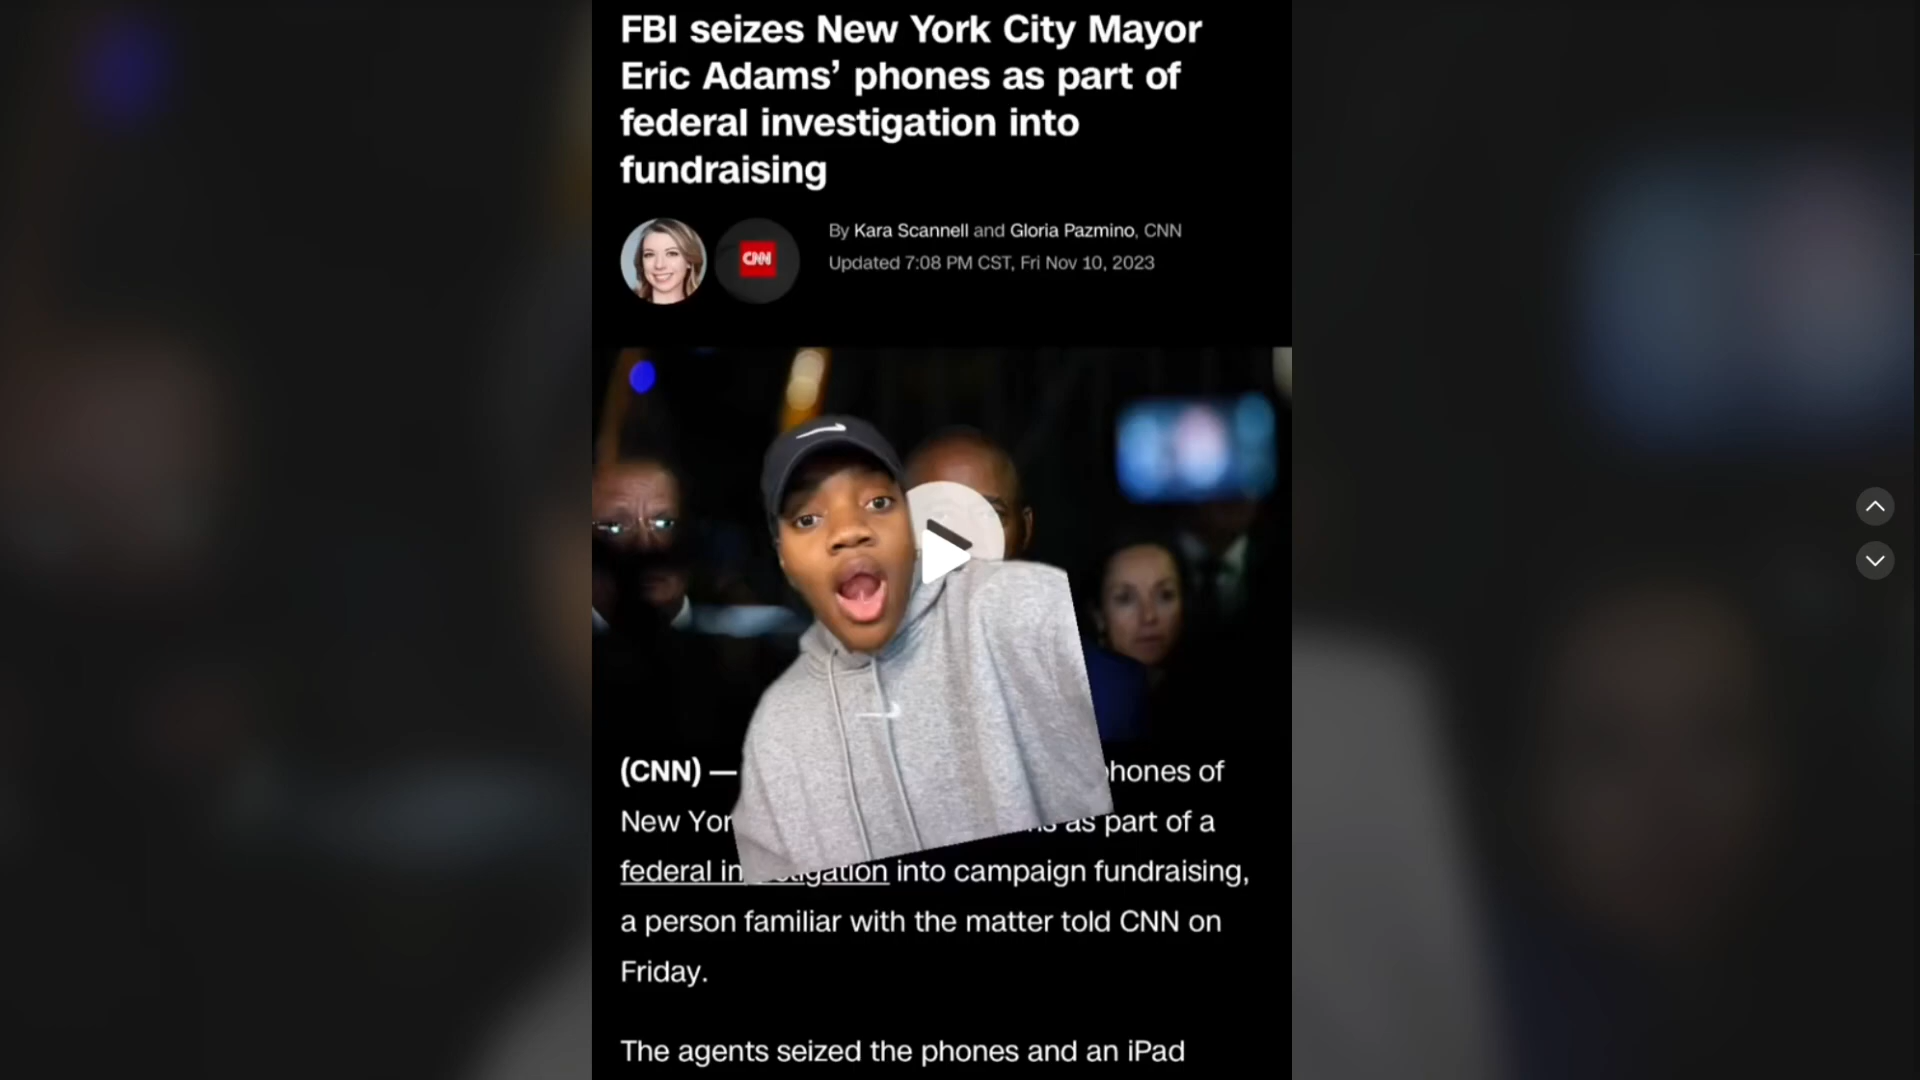 FBI seizes New York City Mayor
Eric Adams’ phones as part of
federal investigation into
fundraising
CNN
By Kara Scannell and Gloria Pazmino, CNN
Updated 7:08 PM CST, Fri Nov 10, 2023
(CNN) — phones of
New York as part of a
federal investigation into campaign fundraising,
a person familiar with the matter told CNN on
Friday.
The agents seized the phones and an iPad